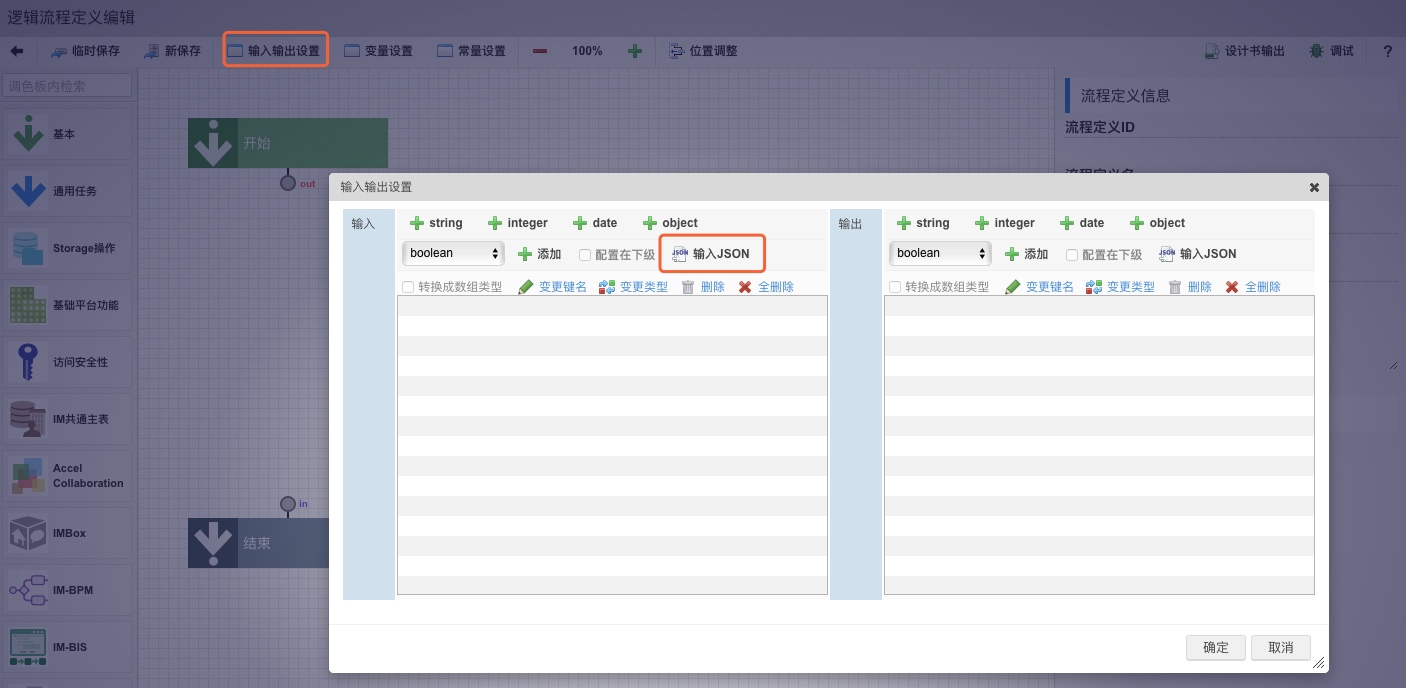 逻辑流程定义编辑
临时保存 新保存 输入输出设置 变量设置 常量设置 100% 位置调整 设计书输出 调试 ?
调色板内检索
基本
通用任务
Storage操作
基础平台功能
访问安全性
IM共通主表
Accel
Collaboration
IMBox
IM-BPM
IM-BIS
开始
out
in
结束
流程定义信息
流程定义ID
流程定义名
输入输出设置
输入
string integer date object
boolean 添加 配置在下级 JSON 输入JSON
转换成数组类型 变更键名 变更类型 删除 全删除
输出
string integer date object
boolean 添加 配置在下级 JSON 输入JSON
转换成数组类型 变更键名 变更类型 删除 全删除
确定 取消